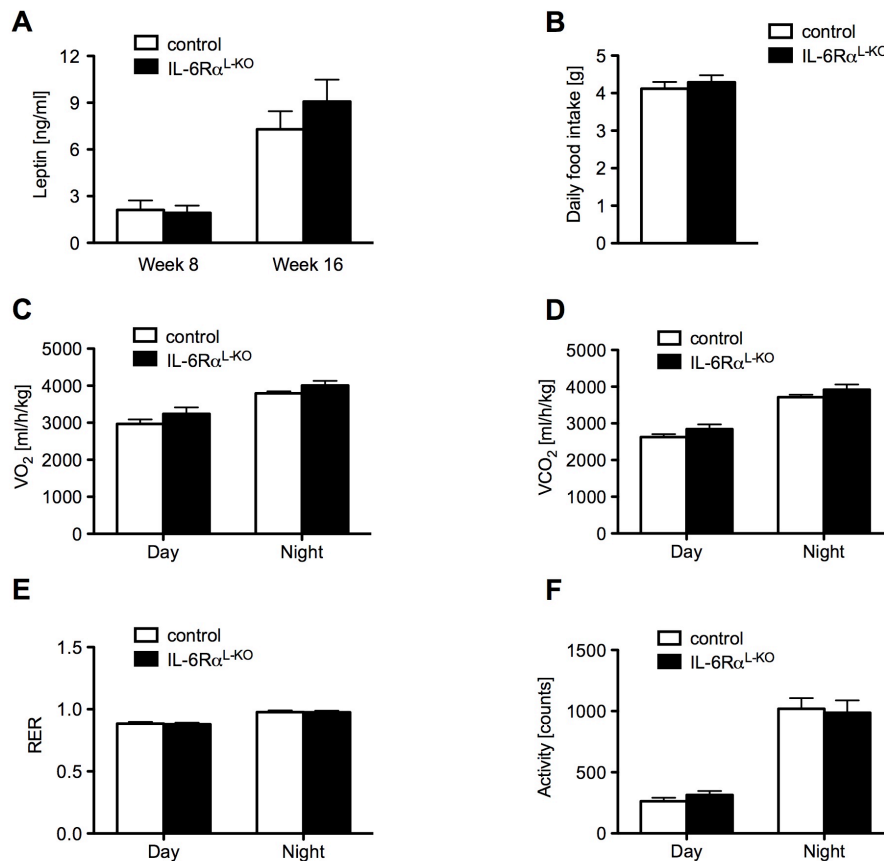 A
control
IL-6Rα^L-KO
Leptin [ng/ml]
12
9
6
3
0
Week 8 Week 16
B
control
IL-6Rα^L-KO
Daily food intake [g]
5
4
3
2
1
0
C
control
IL-6Rα^L-KO
VO₂ [ml/h/kg]
5000
4000
3000
2000
1000
0
Day Night
D
control
IL-6Rα^L-KO
VCO₂ [ml/h/kg]
5000
4000
3000
2000
1000
0
Day Night
E
control
IL-6Rα^L-KO
RER
1.5
1.0
0.5
0.0
Day Night
F
control
IL-6Rα^L-KO
Activity [counts]
1500
1000
500
0
Day Night